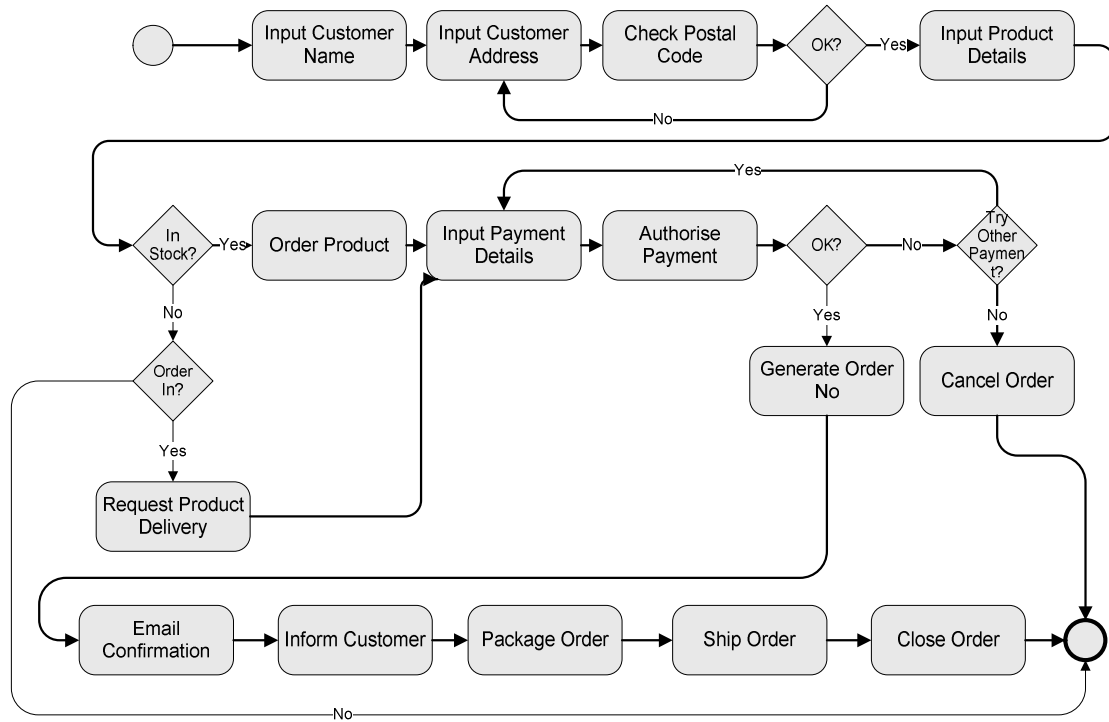 Input Customer
Name
Input Customer
Address
Check Postal
Code
OK?
Yes
Input Product
Details
No
Yes
In
Stock?
Yes
Order Product
Input Payment
Details
Authorise
Payment
OK?
No
Try
Other
Paymen
t?
No
Yes
No
Order
In?
Generate Order
No
Cancel Order
Yes
Request Product
Delivery
Email
Confirmation
Inform Customer
Package Order
Ship Order
Close Order
No